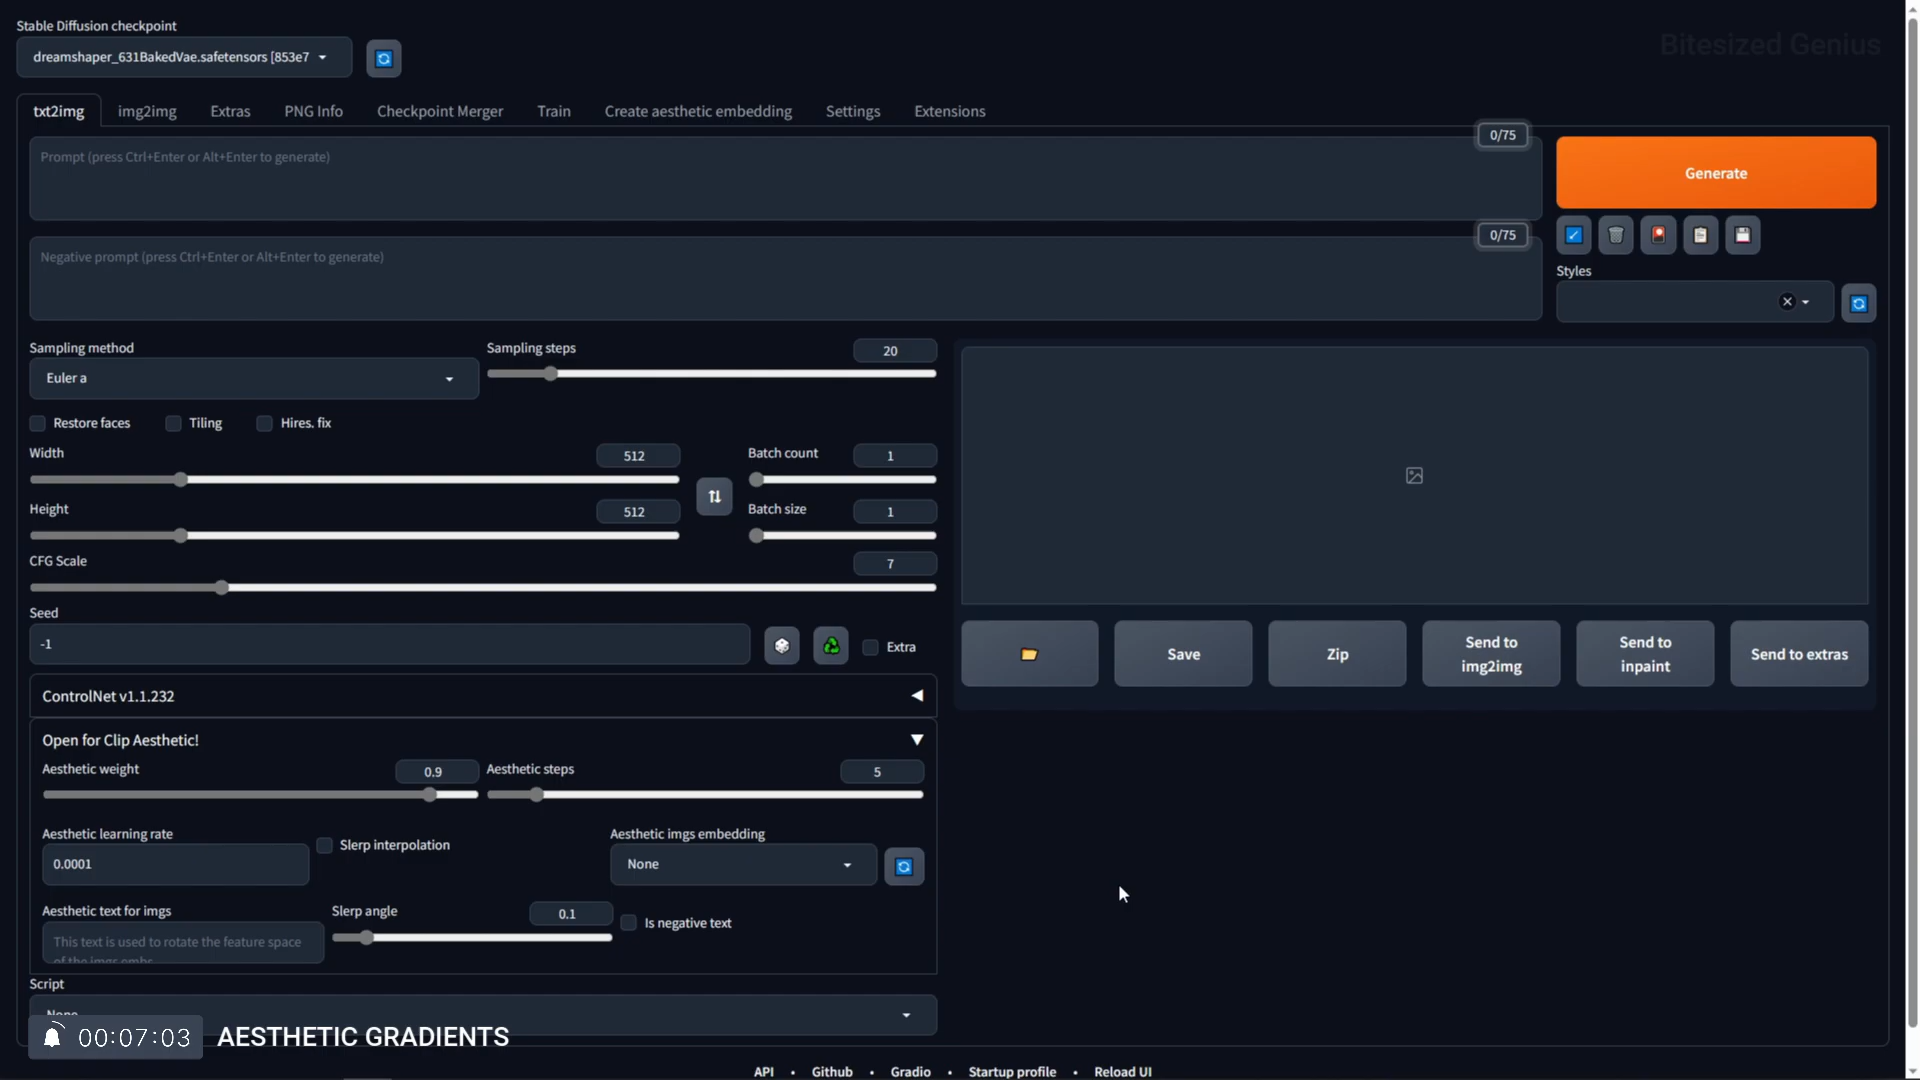 Stable Diffusion checkpoint
dreamshaper_631BakedVae.safetensors [853e7
Bitesized Genius
txt2img
img2img
Extras
PNG Info
Checkpoint Merger
Train
Create aesthetic embedding
Settings
Extensions
0/75
Prompt (press Ctrl+Enter or Alt+Enter to generate)
Generate
0/75
Negative prompt (press Ctrl+Enter or Alt+Enter to generate)
Styles
Sampling method
Sampling steps
20
Euler a
Restore faces
Tiling
Hires. fix
Width
512
Batch count
1
Height
512
Batch size
1
CFG Scale
7
Seed
-1
Extra
Save
Zip
Send to
img2img
Send to
inpaint
Send to extras
ControlNet v1.1.232
Open for Clip Aesthetic!
Aesthetic weight
0.9
Aesthetic steps
5
Aesthetic learning rate
0.0001
Slerp interpolation
Aesthetic imgs embedding
None
Aesthetic text for imgs
This text is used to rotate the feature space
of the imgs embs
Slerp angle
0.1
Is negative text
Script
None
00:07:03
AESTHETIC GRADIENTS
API • Github • Gradio • Startup profile • Reload UI